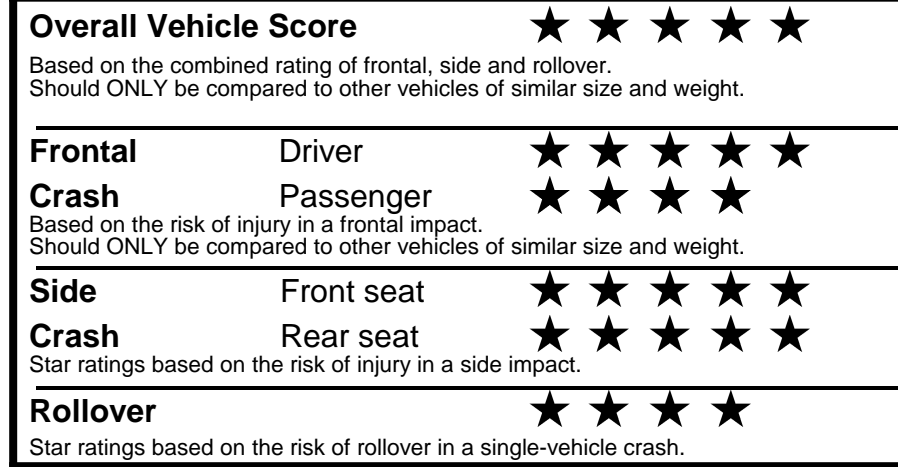 Overall Vehicle Score ★ ★ ★ ★ ★
Based on the combined rating of frontal, side and rollover.
Should ONLY be compared to other vehicles of similar size and weight.
Frontal Driver ★ ★ ★ ★ ★
Crash Passenger ★ ★ ★ ★
Based on the risk of injury in a frontal impact.
Should ONLY be compared to other vehicles of similar size and weight.
Side Front seat ★ ★ ★ ★ ★
Crash Rear seat ★ ★ ★ ★ ★
Star ratings based on the risk of injury in a side impact.
Rollover ★ ★ ★ ★
Star ratings based on the risk of rollover in a single-vehicle crash.